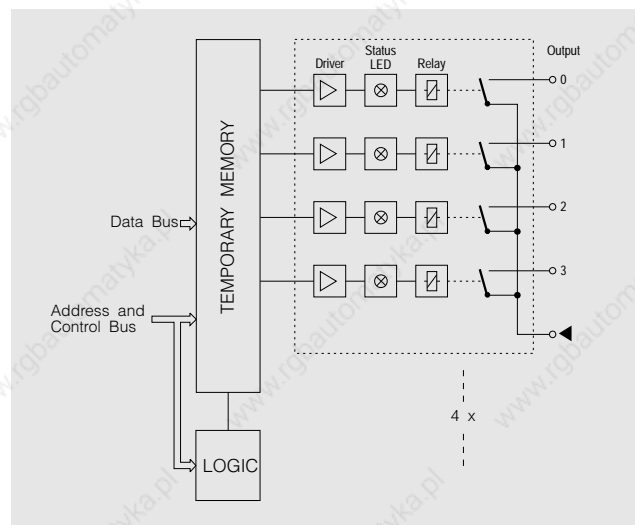 Driver
Status
LED
Relay
Output
0
1
2
3
TEMPORARY MEMORY
Data Bus
Address and
Control Bus
LOGIC
4 x
www.rgbautomatyka.pl